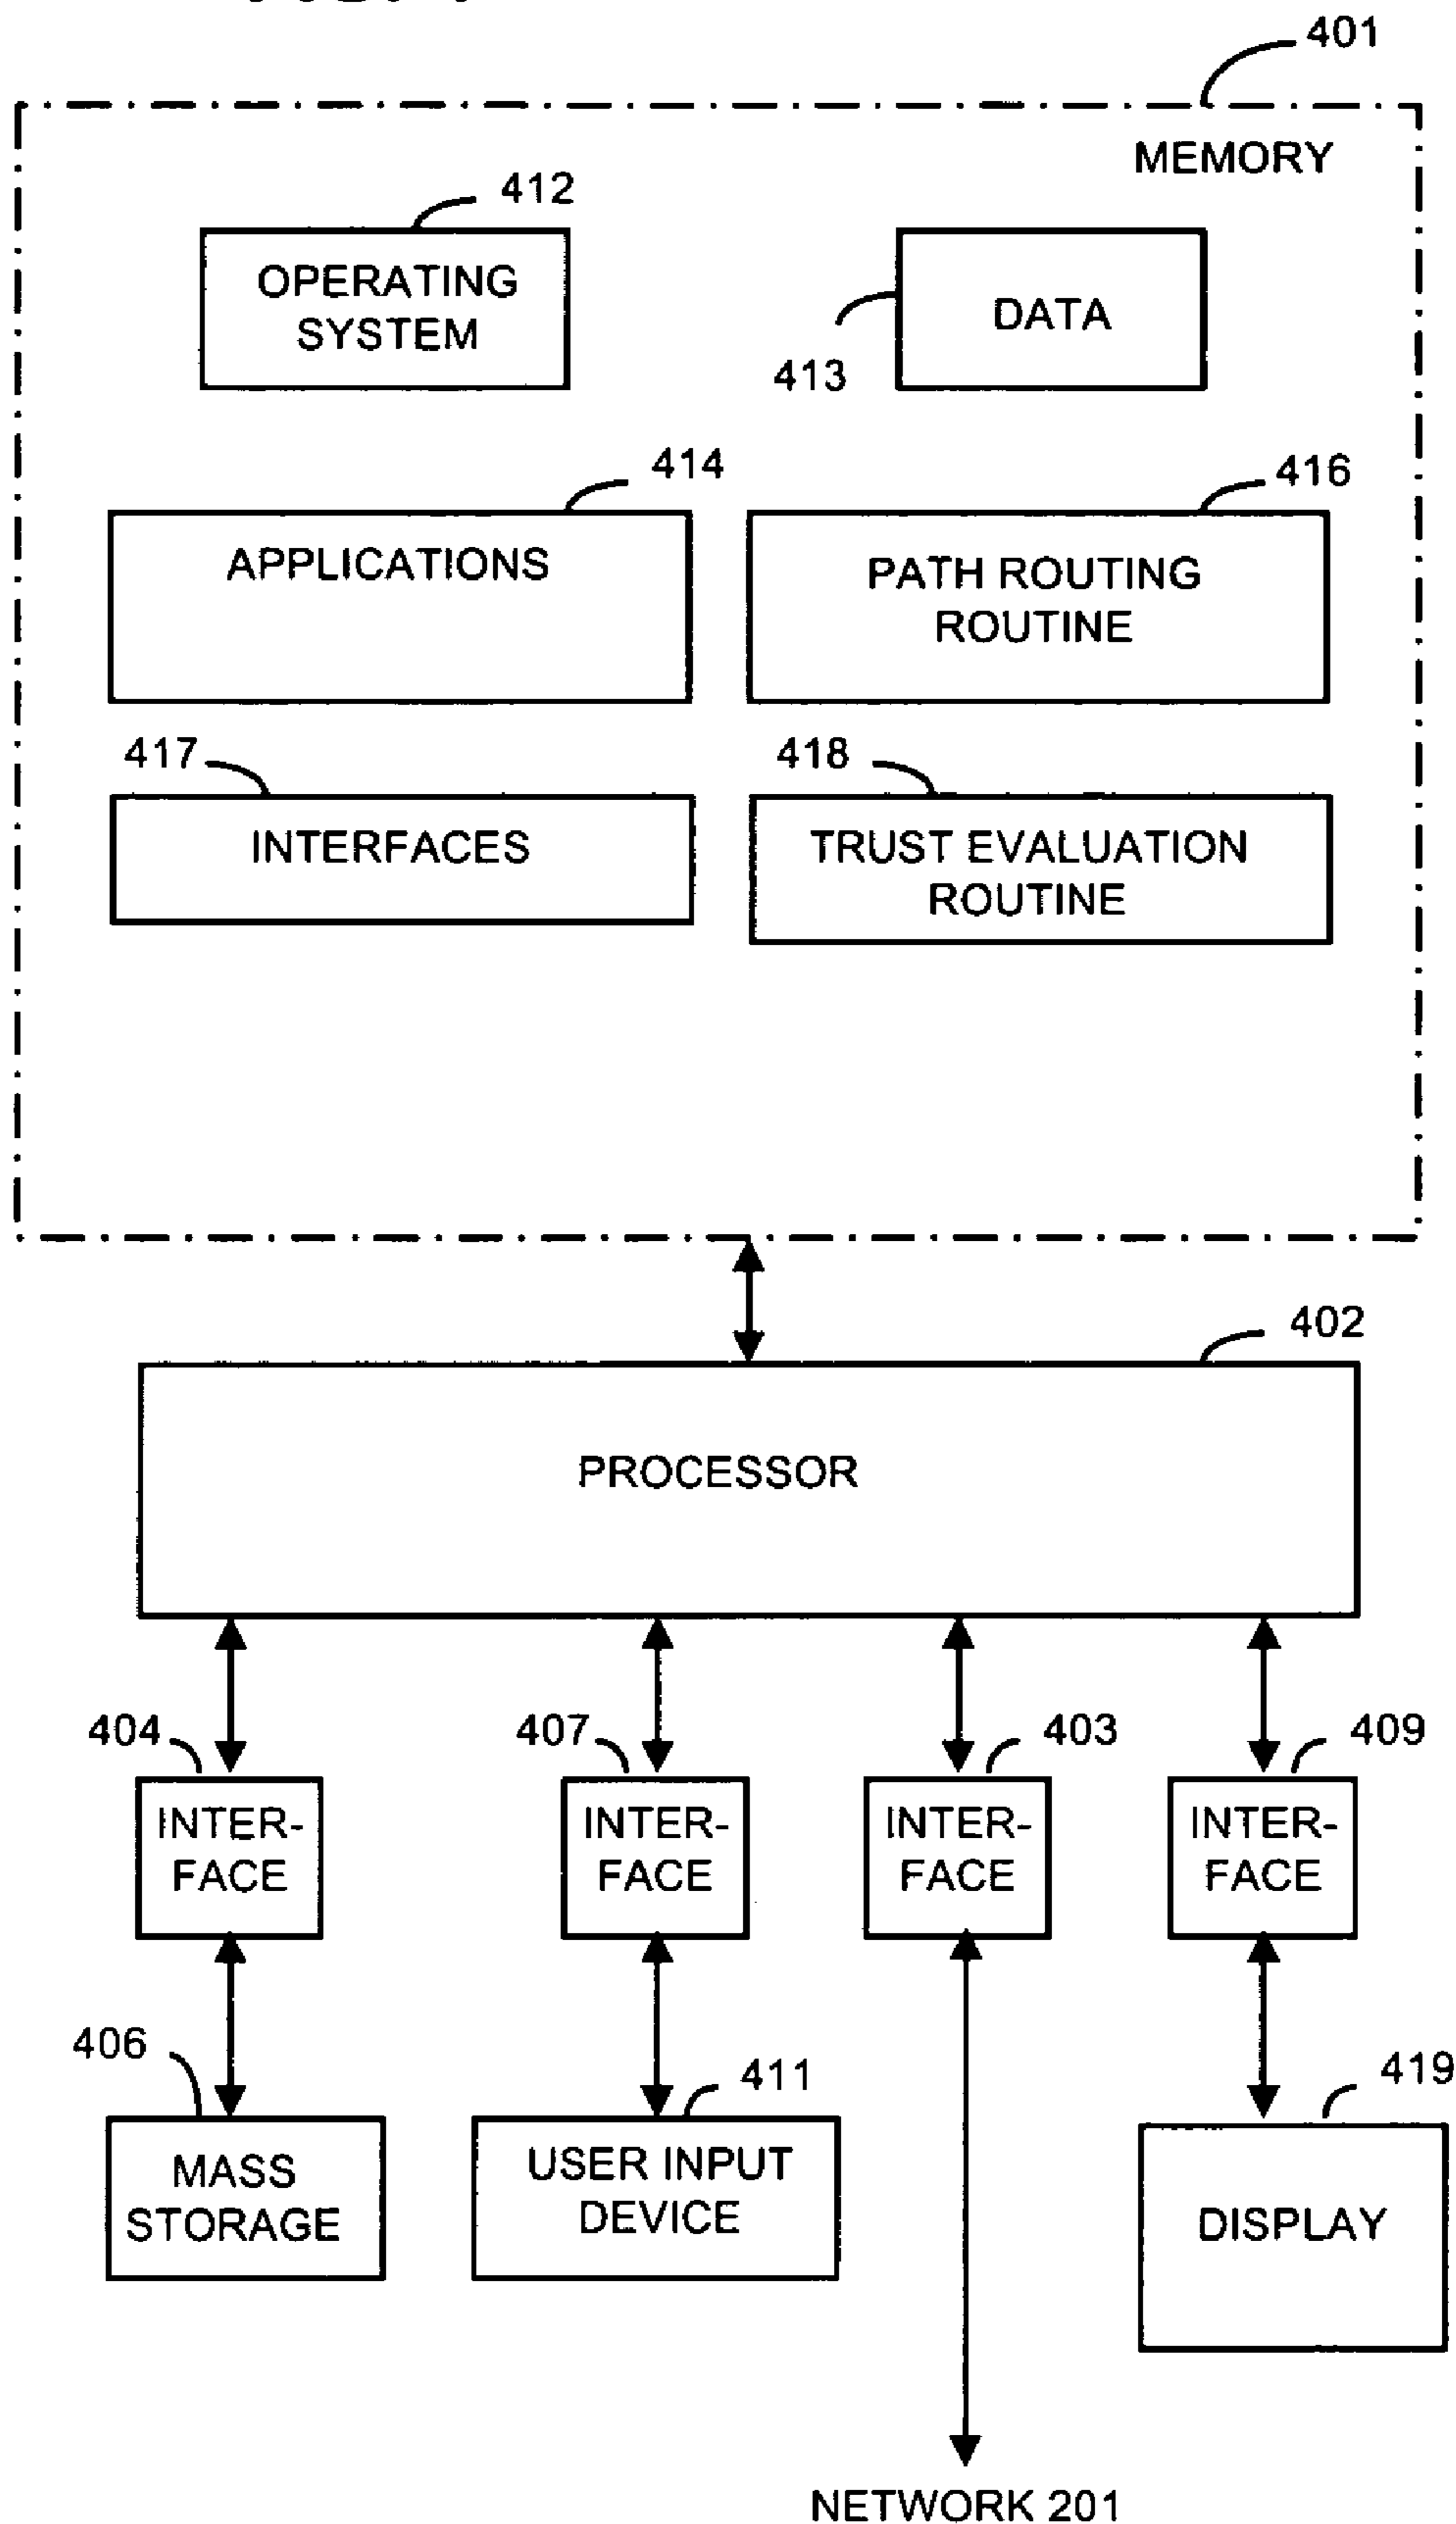 401
MEMORY
412
OPERATING
SYSTEM
DATA
413
414
416
APPLICATIONS
PATH ROUTING
ROUTINE
417
418
INTERFACES
TRUST EVALUATION
ROUTINE
402
PROCESSOR
404
407
403
409
INTER-
FACE
INTER-
FACE
INTER-
FACE
INTER-
FACE
406
411
419
MASS
STORAGE
USER INPUT
DEVICE
DISPLAY
NETWORK 201